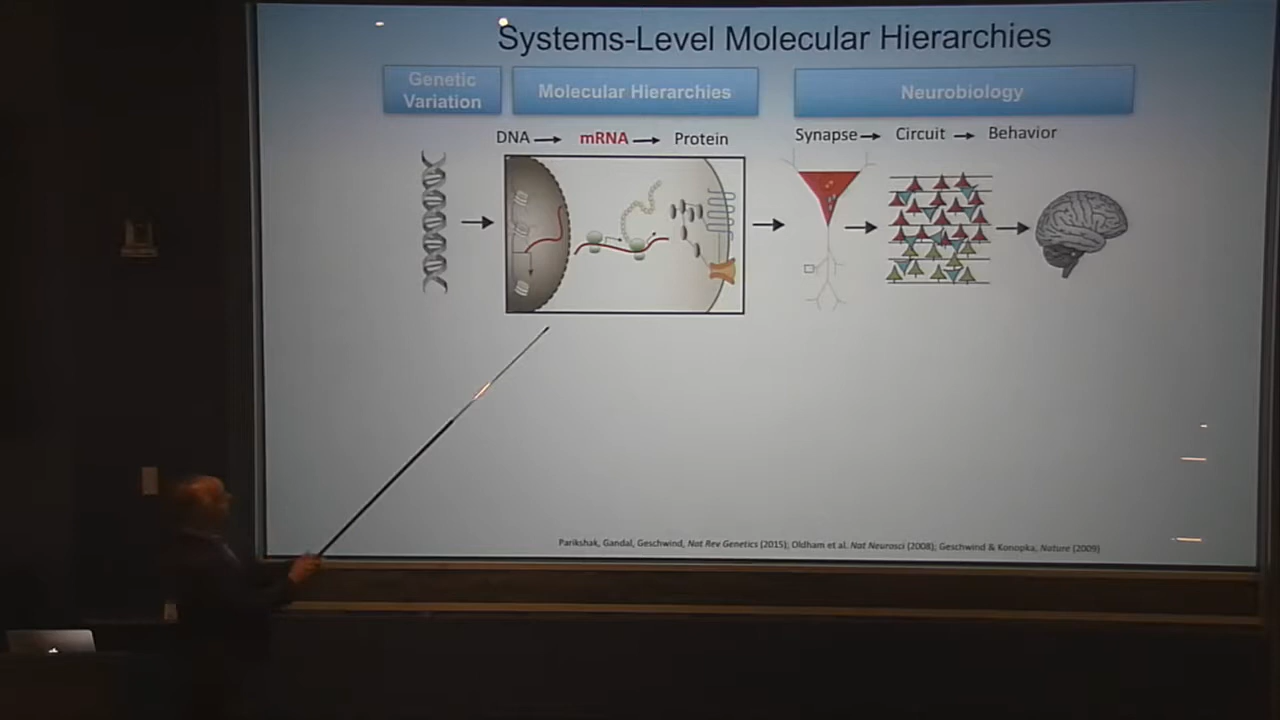 Systems-Level Molecular Hierarchies
Genetic
Variation
Molecular Hierarchies
Neurobiology
DNA → mRNA → Protein
Synapse → Circuit → Behavior
Parikshak, Gandal, Geschwind, Nat Rev Genetics (2015); Oldham et al. Nat Neurosci (2008); Geschwind & Konopka, Nature (2009)